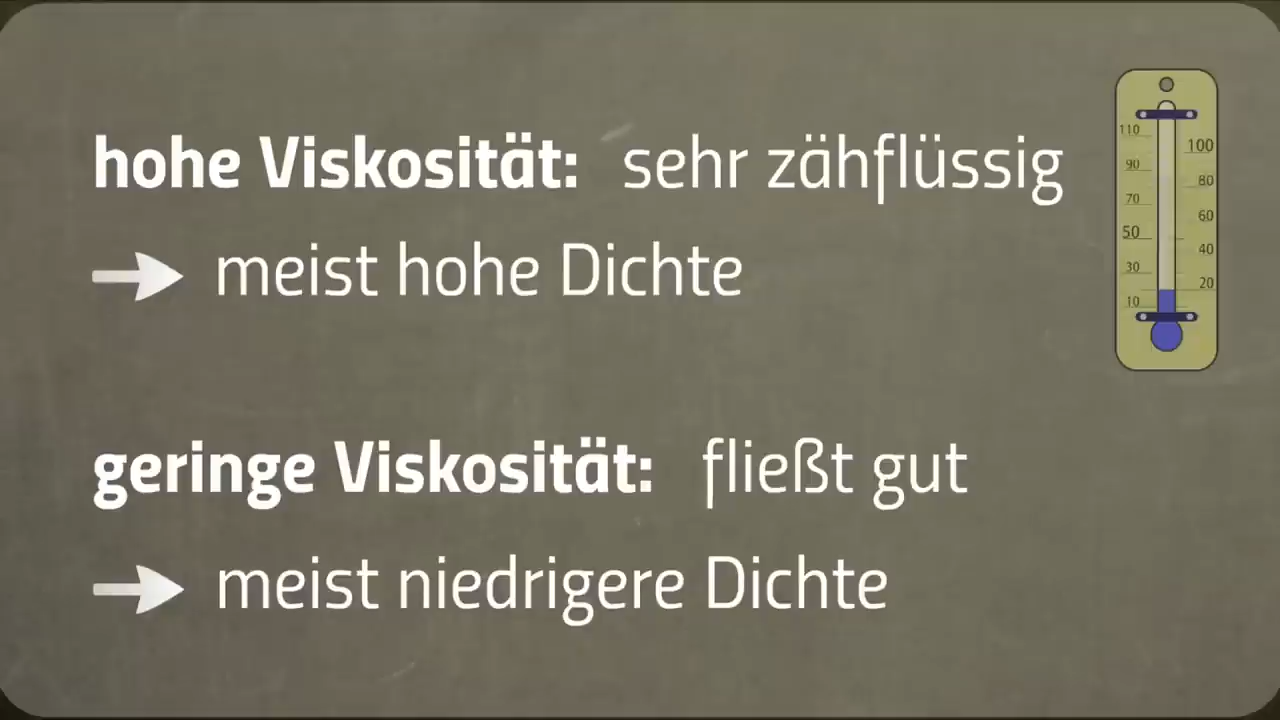 hohe Viskosität: sehr zähflüssig
meist hohe Dichte
geringe Viskosität: fließt gut
meist niedrigere Dichte
110
90
70
50
30
10
100
80
60
40
20